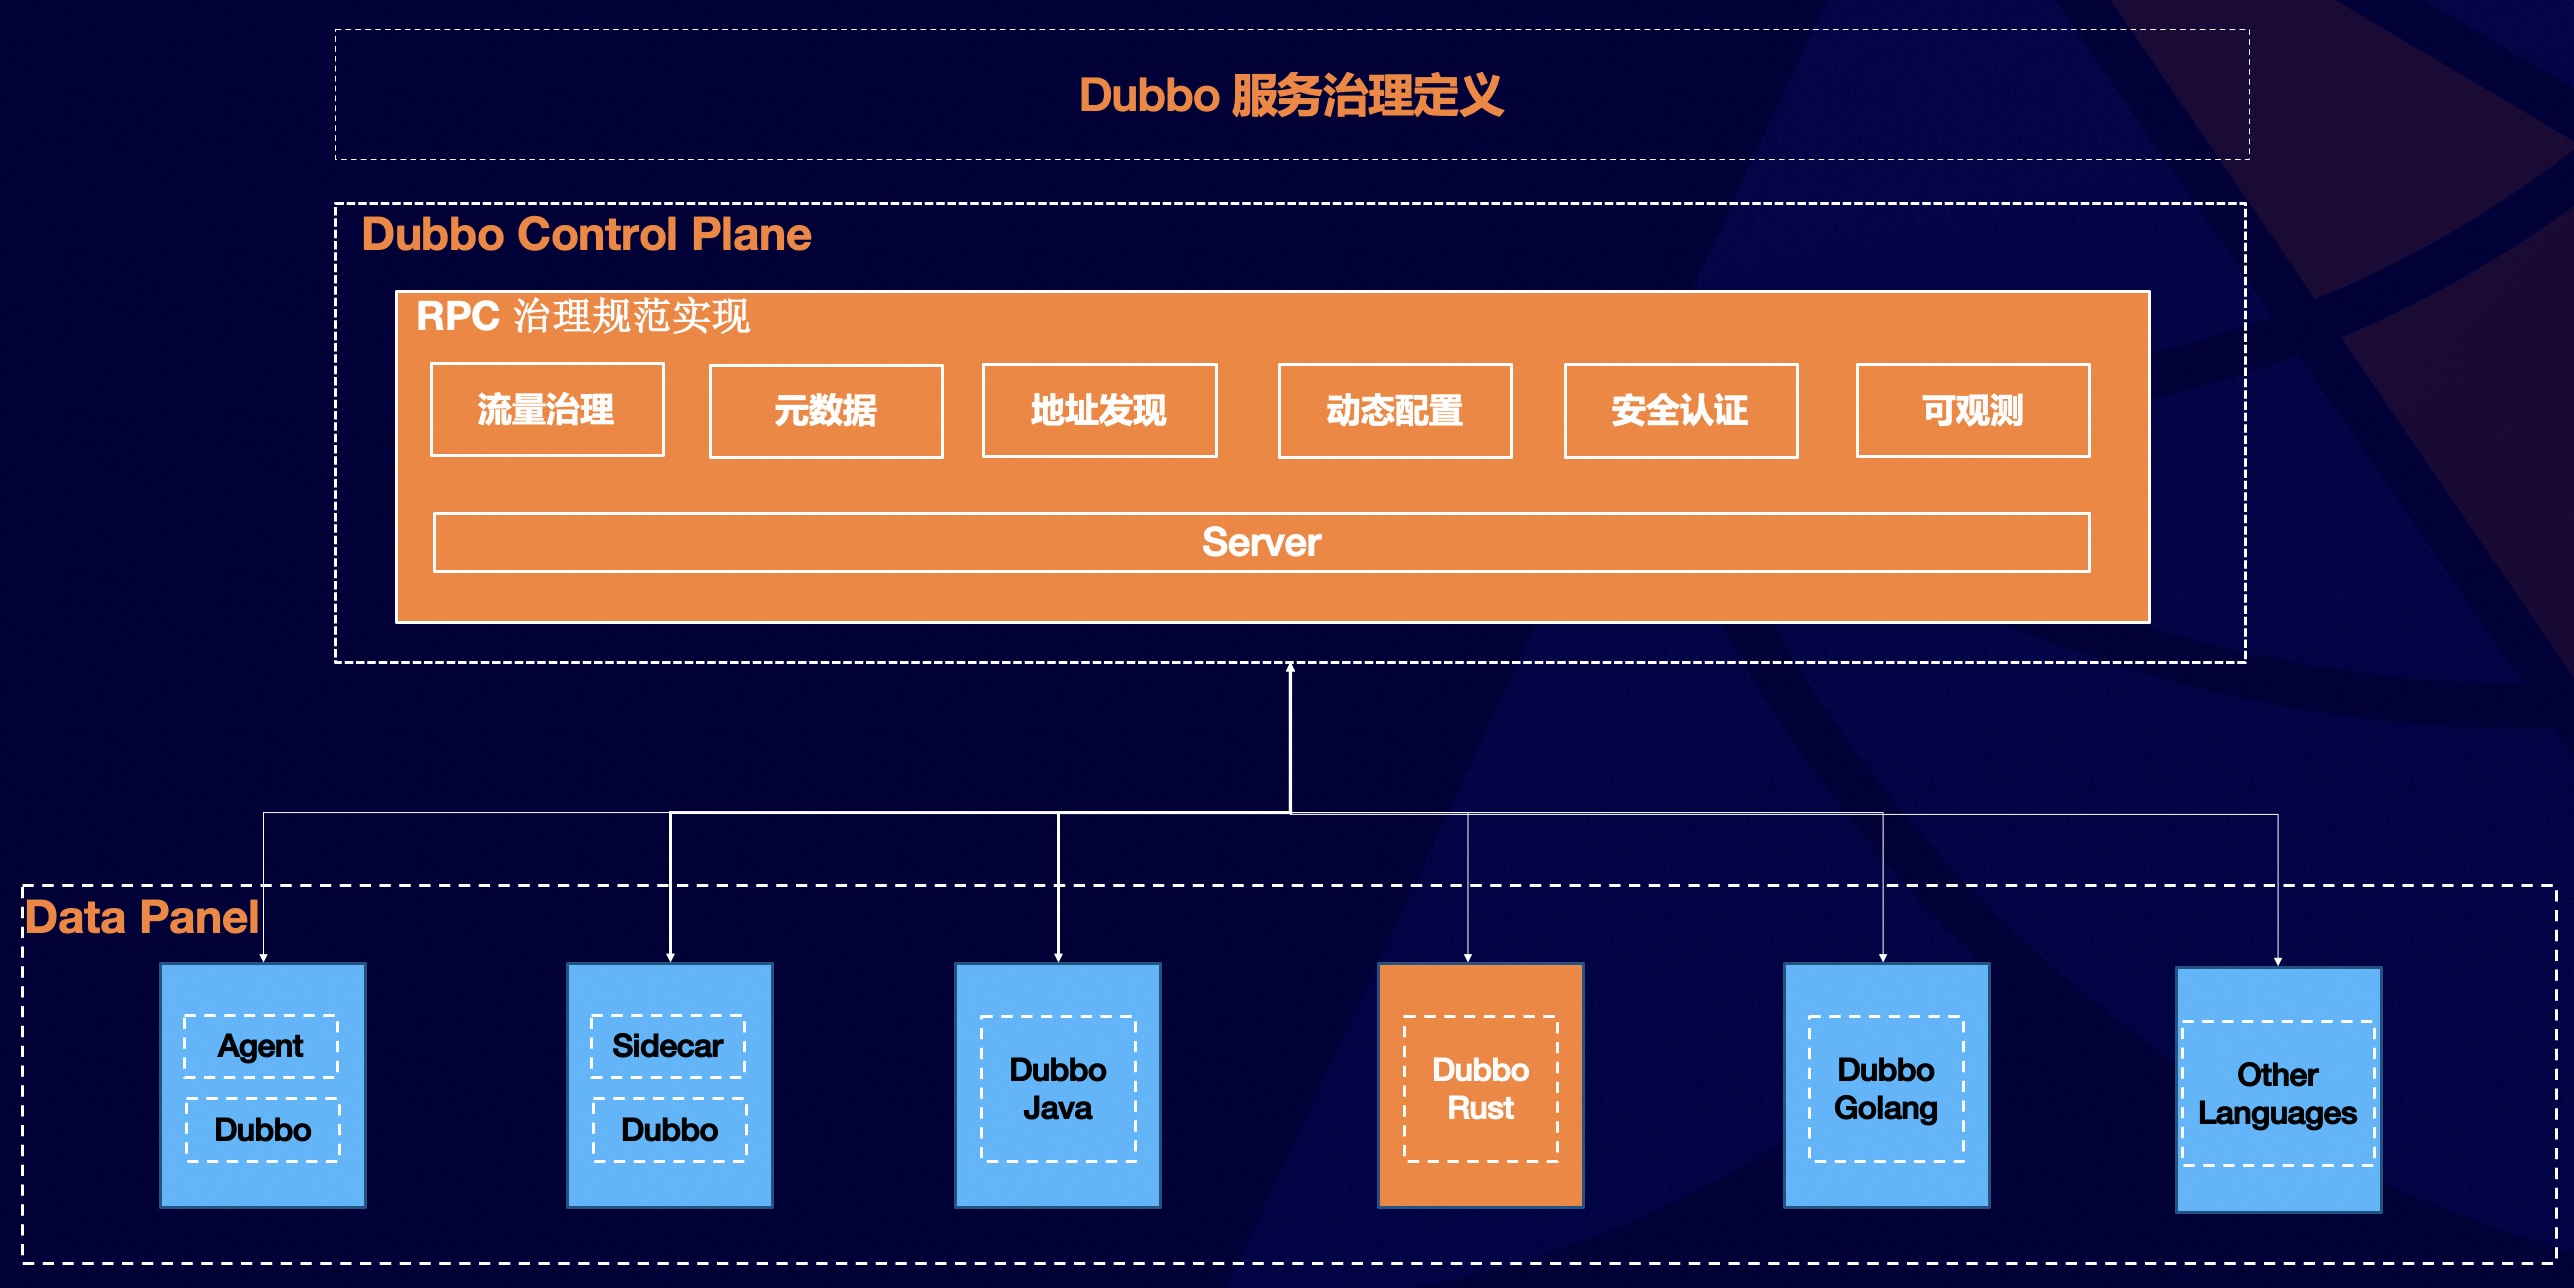 Dubbo 服务治理定义
Dubbo Control Plane
RPC 治理规范实现
流量治理
元数据
地址发现
动态配置
安全认证
可观测
Server
Data Panel
Agent
Dubbo
Sidecar
Dubbo
Dubbo
Java
Dubbo
Rust
Dubbo
Golang
Other
Languages